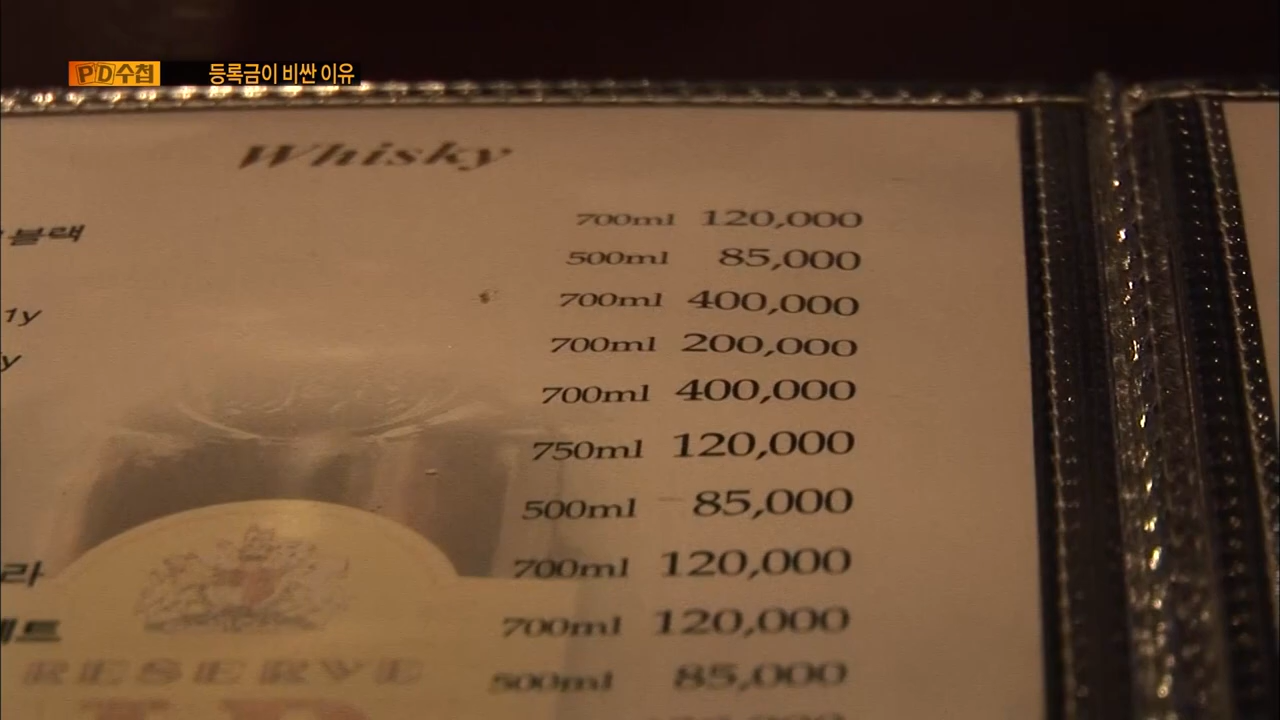 PD수첩 등록금이 비싼 이유
Whisky
블랙 700ml 120,000
500ml 85,000
1y 700ml 400,000
y 700ml 200,000
700ml 400,000
750ml 120,000
500ml 85,000
라 700ml 120,000
700ml 120,000
RESERVE 500ml 85,000